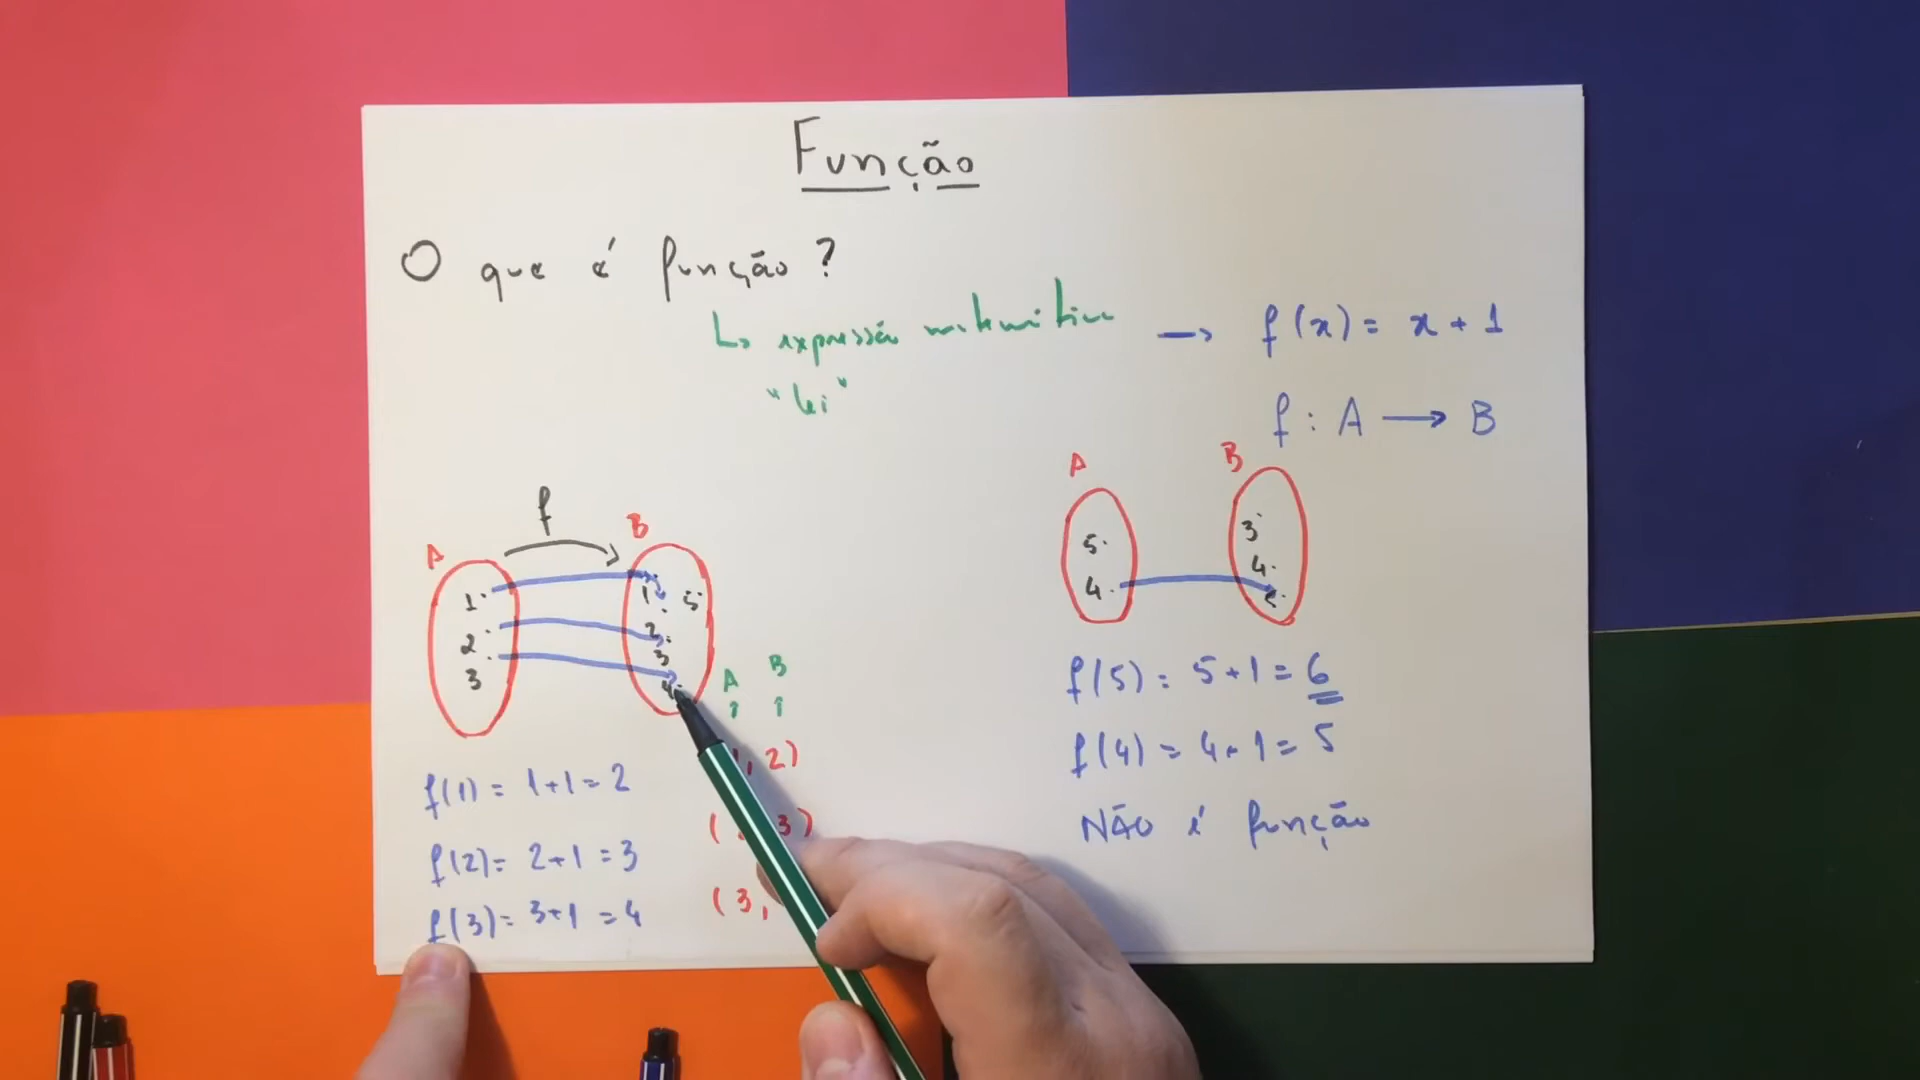 Função
O que é função?
↳ expressão matemática → f(x) = x + 1
"lei"
f : A → B
f
A B
1 1 5
2 2
3 3
4
A B
5 3
4 4
5
A B
↑ ↑
, 2)
( 3)
(3,
f(1) = 1+1 = 2
f(2) = 2+1 = 3
f(3) = 3+1 = 4
f(5) = 5+1 = 6
f(4) = 4+1 = 5
NÃO é função